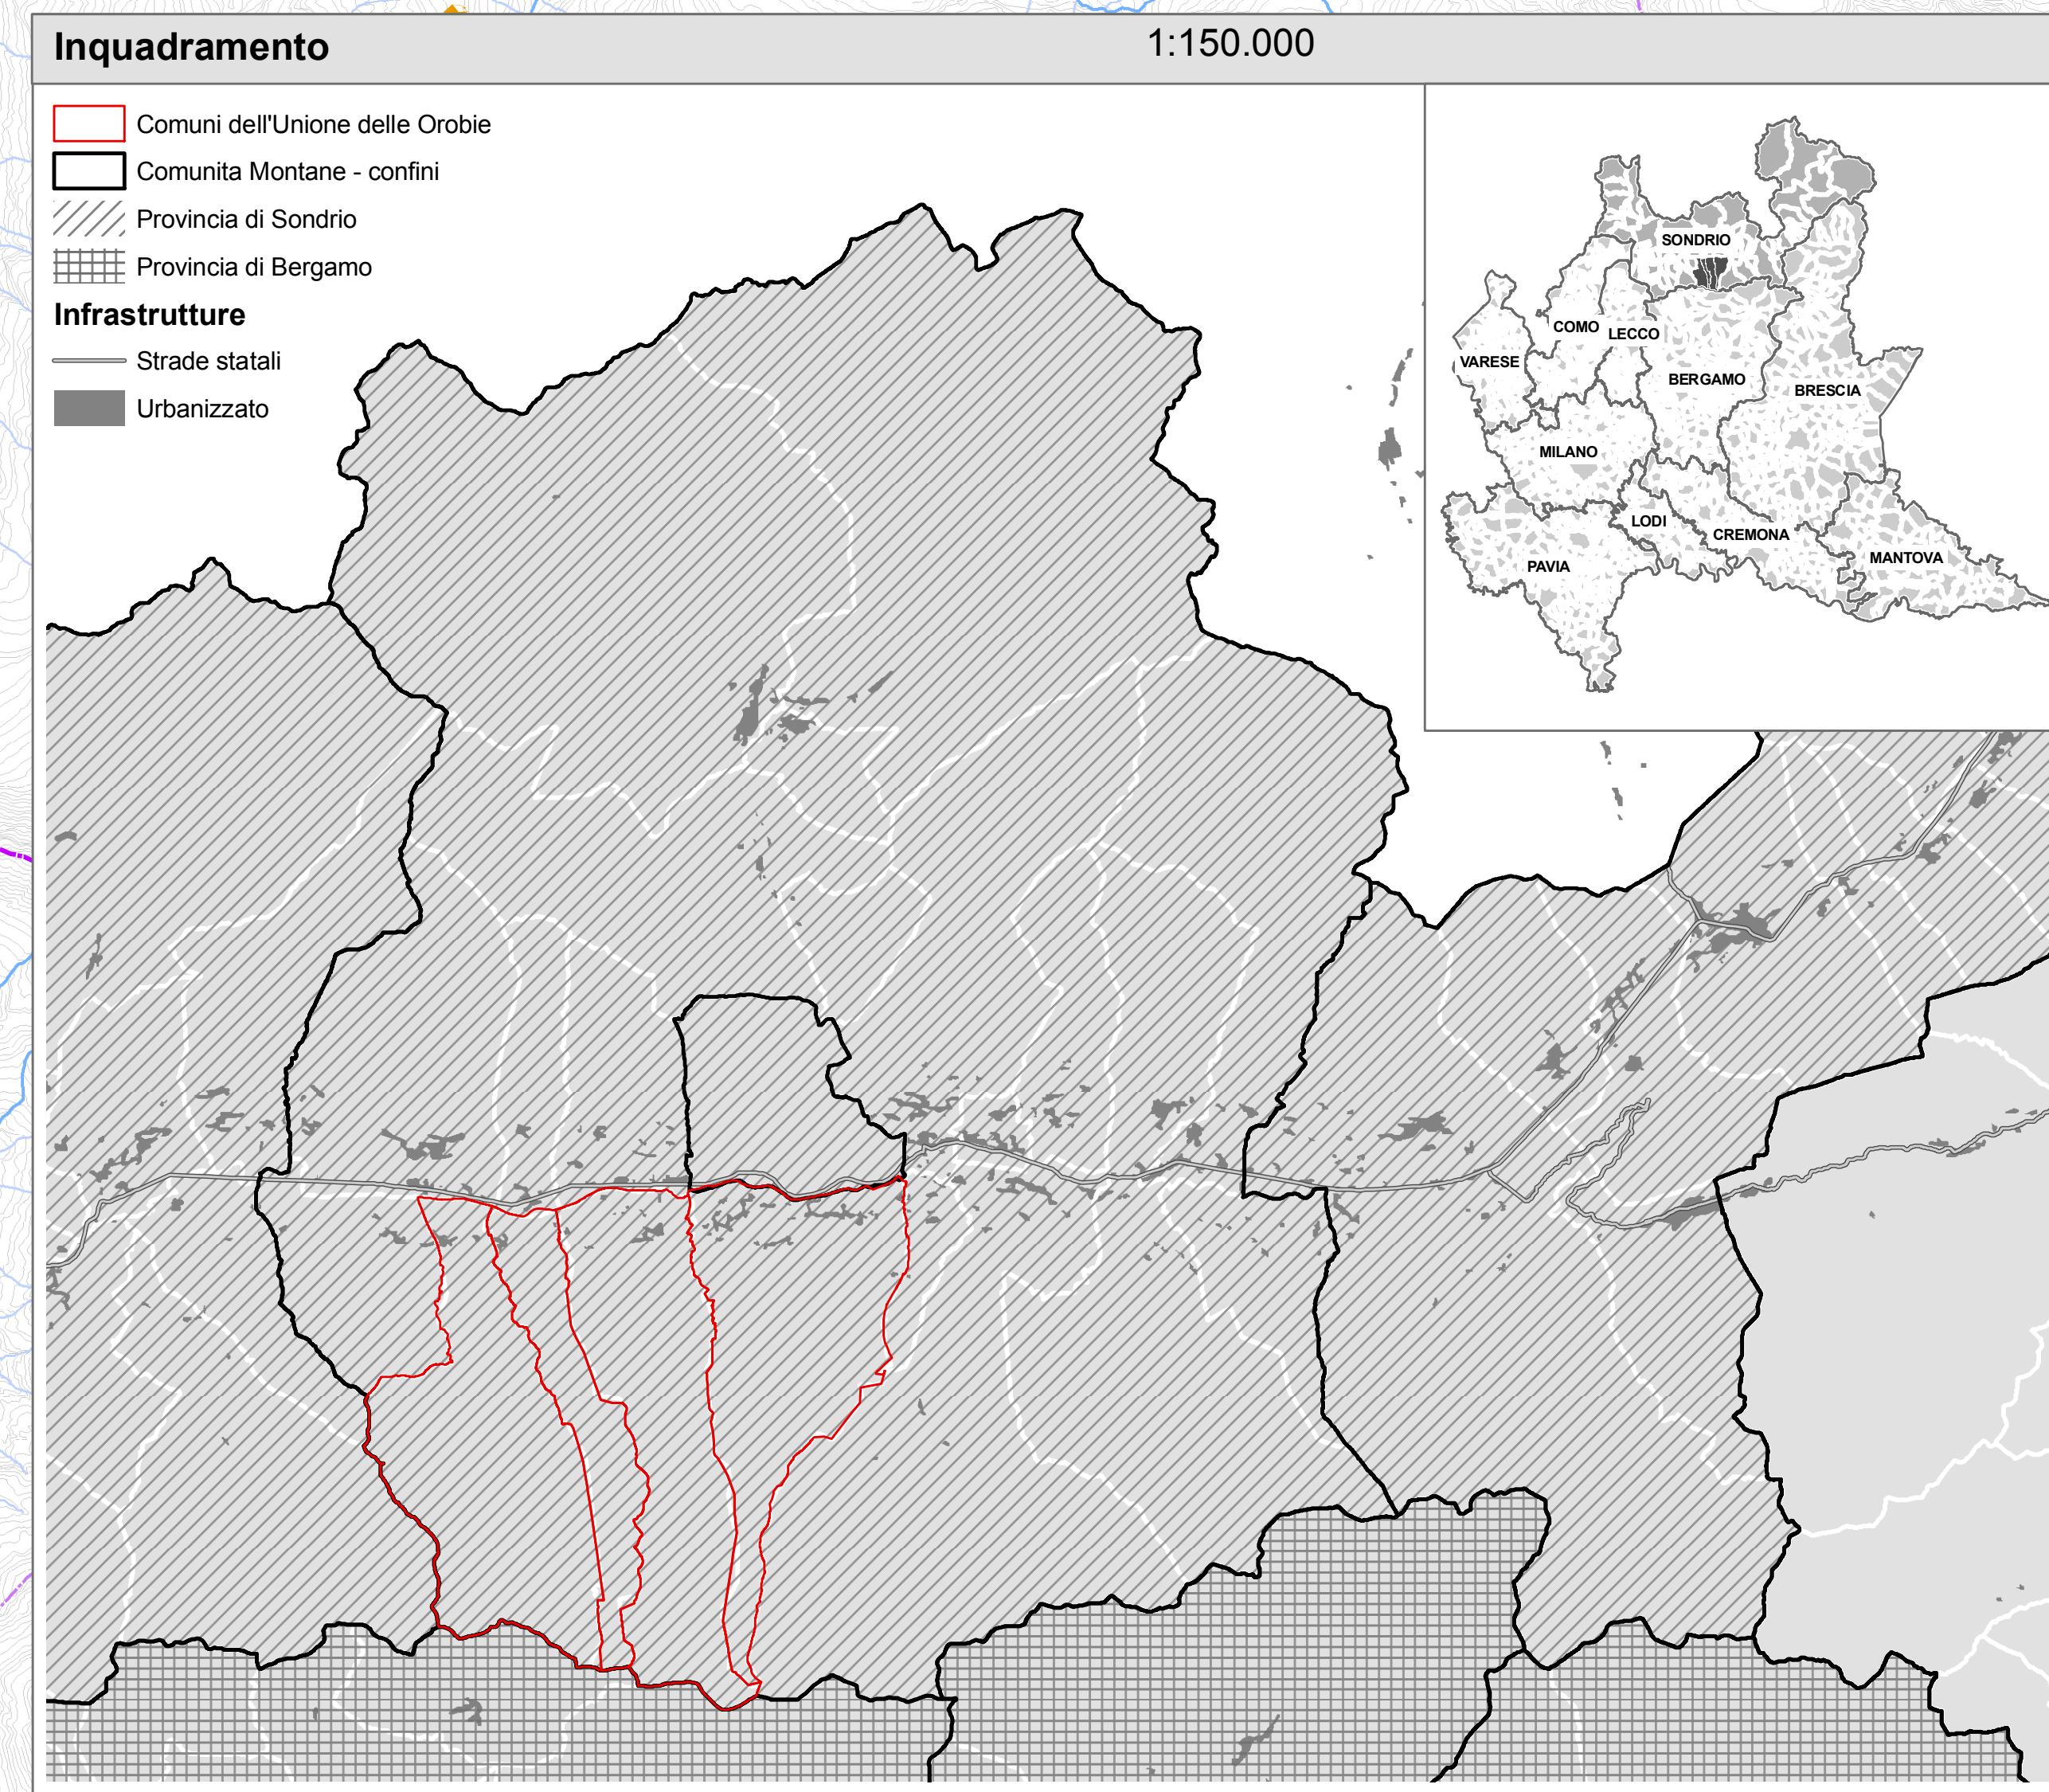 Inquadramento
1:150.000
Comuni dell'Unione delle Orobie
Comunita Montane - confini
Provincia di Sondrio
Provincia di Bergamo
Infrastrutture
Strade statali
Urbanizzato
SONDRIO
COMO
LECCO
VARESE
BERGAMO
BRESCIA
MILANO
LODI
CREMONA
PAVIA
MANTOVA